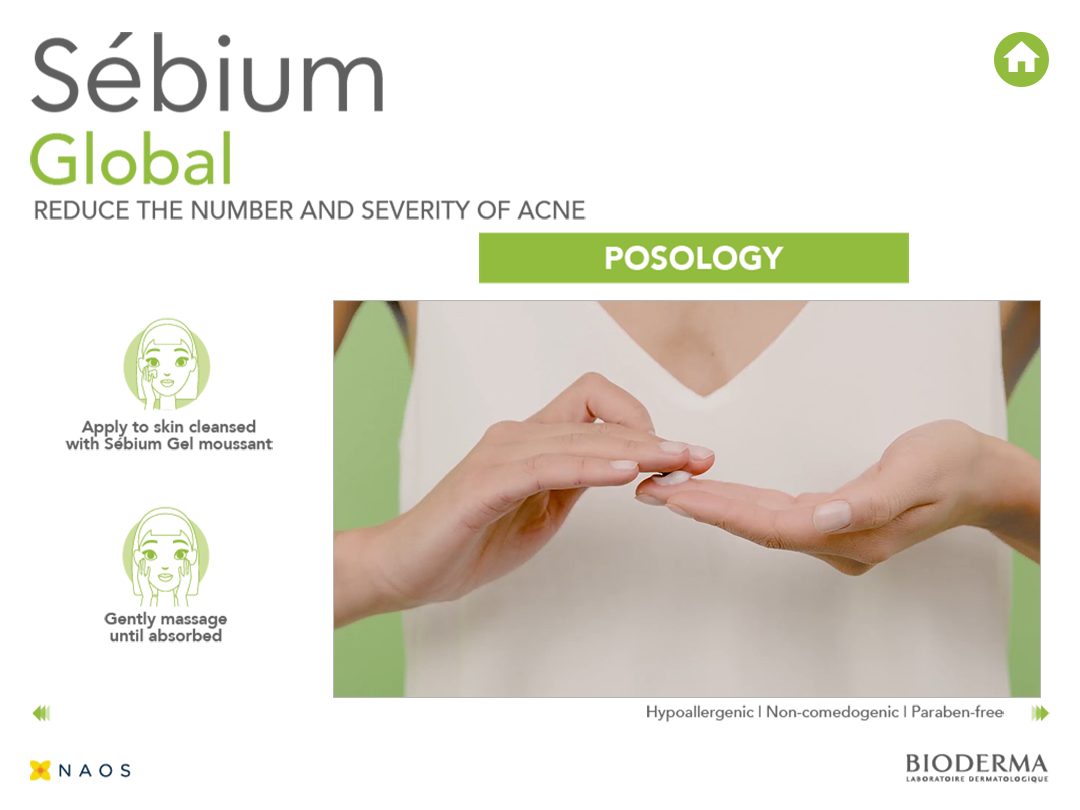 Sébium
Global
REDUCE THE NUMBER AND SEVERITY OF ACNE
POSOLOGY
Apply to skin cleansed
with Sébium Gel moussant
Gently massage
until absorbed
Hypoallergenic | Non-comedogenic | Paraben-free
NAOS
BIODERMA
LABORATOIRE DERMATOLOGIQUE